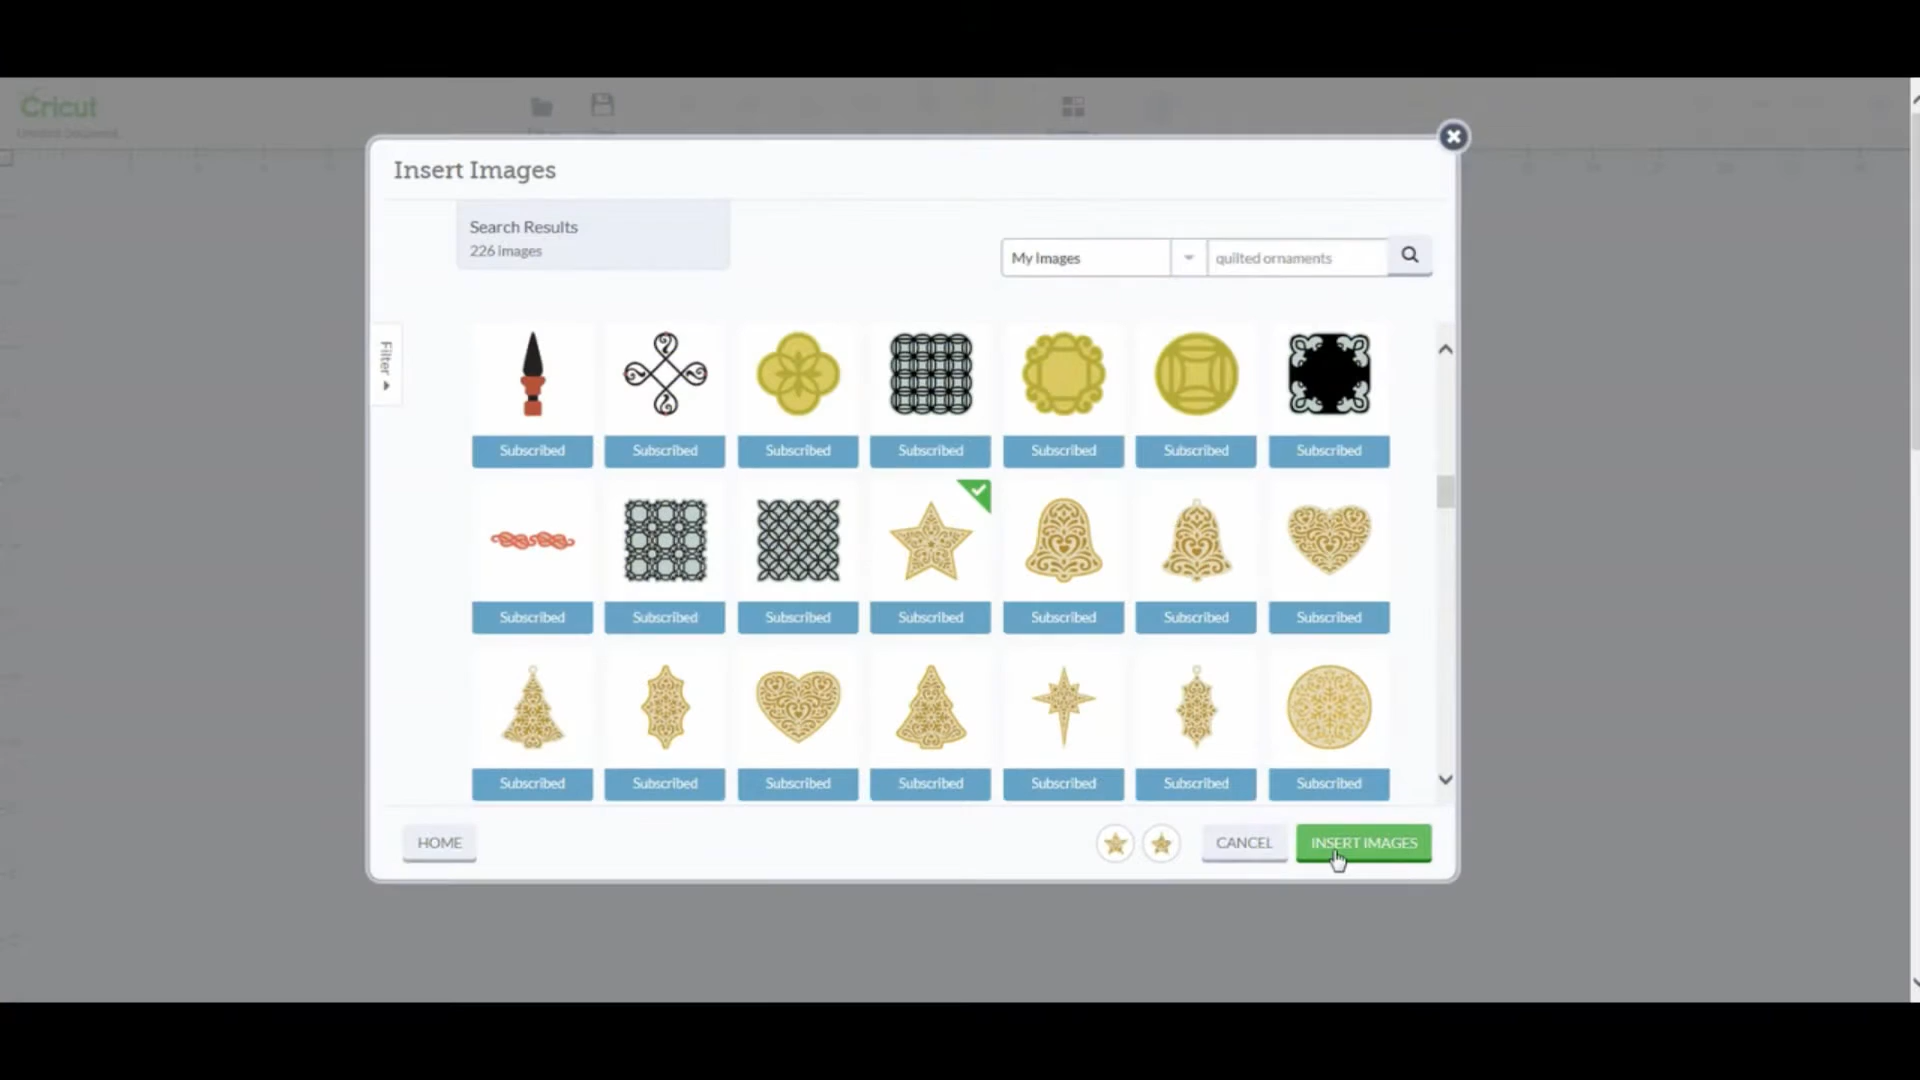 Cricut
Insert Images
Search Results
226 images
My Images
quilted ornaments
Filter
Subscribed Subscribed Subscribed Subscribed Subscribed Subscribed Subscribed
Subscribed Subscribed Subscribed Subscribed Subscribed Subscribed Subscribed
Subscribed Subscribed Subscribed Subscribed Subscribed Subscribed Subscribed
HOME
CANCEL
INSERT IMAGES